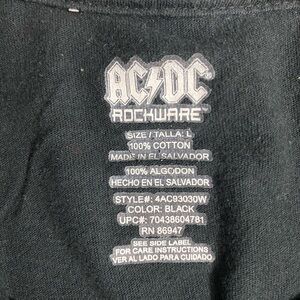 AC⚡DC
ROCKWARE™
SIZE / TALLA: L
100% COTTON
MADE IN EL SALVADOR
100% ALGODON
HECHO EN EL SALVADOR
STYLE#: 4AC93030W
COLOR: BLACK
UPC#: 70438604781
RN 86947
SEE SIDE LABEL
FOR CARE INSTRUCTIONS
VER AL LADO PARA CUIDADO